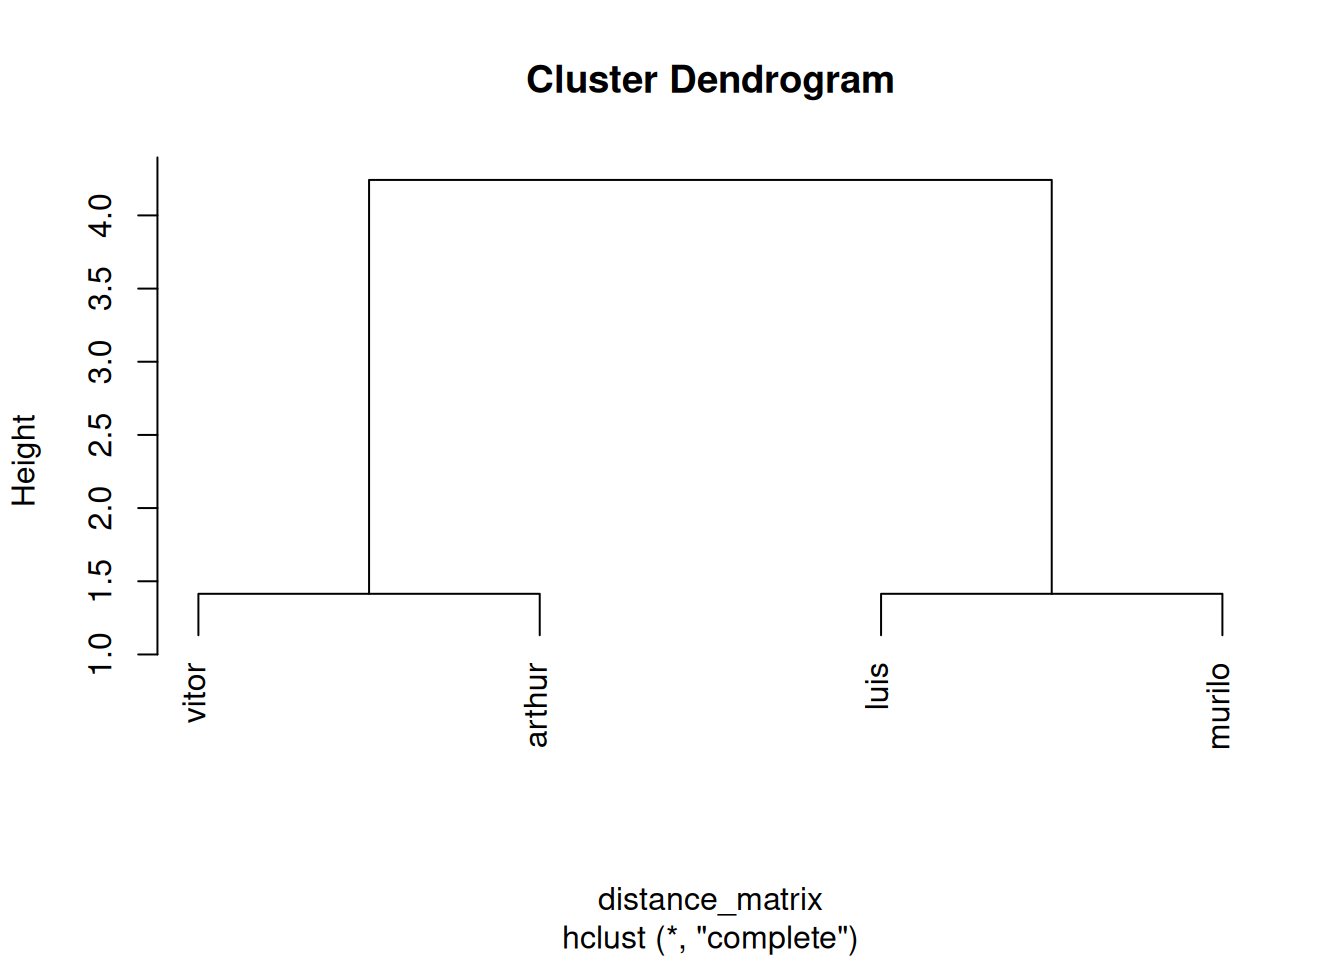 Cluster Dendrogram
Height
4.0
3.5
3.0
2.5
2.0
1.5
1.0
vitor
arthur
luis
murilo
distance_matrix
hclust (*, "complete")